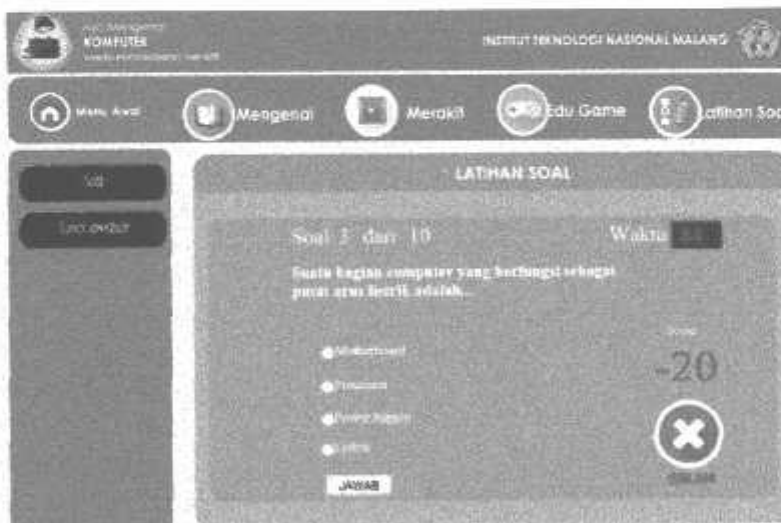 KOMPUTER
INSTITUT TEKNOLOGI NASIONAL MALANG
Menu Awal
Mengenal
Merakit
Edu Game
Latihan Soal
LATIHAN SOAL
Soal 3 dari 10
Waktu
Suatu bagian computer yang berfungsi sebagai
pusat arus listrik adalah...
Motherboard
Processor
Power Supply
-20
JAWAB